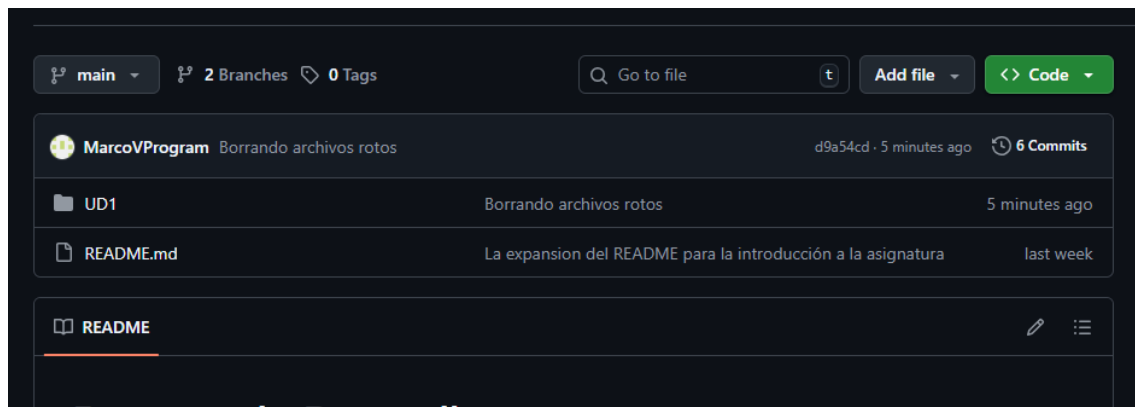 main 2 Branches 0 Tags Go to file t Add file <> Code
MarcoVProgram Borrando archivos rotos d9a54cd · 5 minutes ago 6 Commits
UD1 Borrando archivos rotos 5 minutes ago
README.md La expansion del README para la introducción a la asignatura last week
README